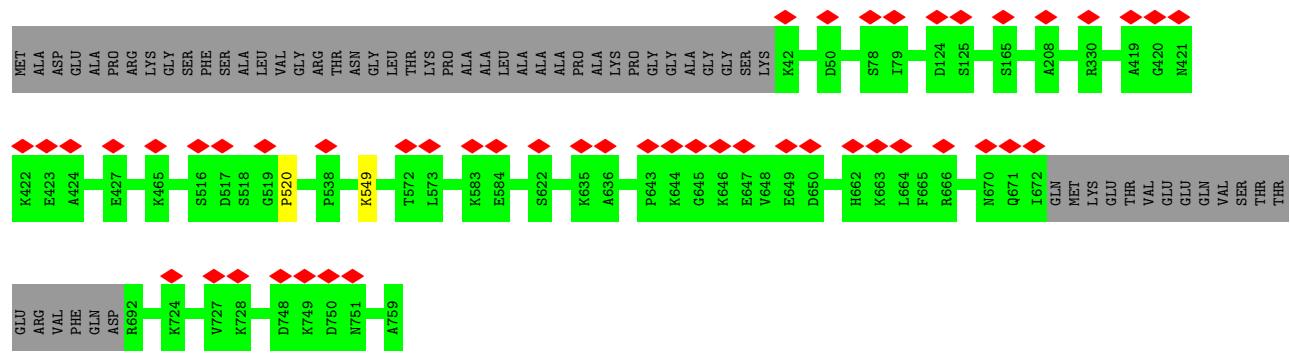 MET ALA ASP GLU ALA PRO ARG LYS GLY SER PHE SER ALA LEU VAL GLY ARG THR ASN GLY LEU THR LYS PRO ALA ALA LEU ALA ALA ALA ALA PRO ALA LYS PRO GLY GLY ALA GLY GLY SER LYS K42 D50 S78 I79 D124 S125 S165 A208 R330 A419 G420 N421
K422 E423 A424 E427 K465 S516 D517 S518 G519 P520 P538 K549 T572 L573 K583 E584 S622 K635 A636 P643 K644 G645 K646 E647 V648 E649 D650 H662 K663 L664 F665 R666 N670 Q671 I672 GLN MET LYS GLU THR VAL GLU GLU GLN VAL SER THR THR
GLU ARG VAL PHE GLN ASP R692 K724 V727 K728 D748 K749 D750 N751 A759